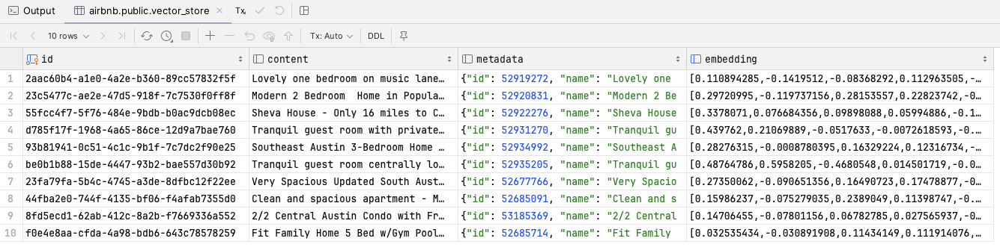 Output airbnb.public.vector_store Tx
10 rows Tx: Auto DDL
id content metadata embedding
1 2aac60b4-a1e0-4a2e-b360-89cc57832f5f Lovely one bedroom on music lane… {"id": 52919272, "name": "Lovely one [0.110894285,-0.1419512,-0.08368292,0.112963505,-…
2 23c5477c-ae2e-47d5-918f-7c7530f0ff8f Modern 2 Bedroom  Home in Popula… {"id": 52920831, "name": "Modern 2 Be [0.29720995,-0.119737156,0.28153557,0.22823742,-0…
3 55fcc4f7-5f76-484e-9bdb-b0ac9dcb08ec Sheva House - Only 16 miles to C… {"id": 52922276, "name": "Sheva House [0.3378071,0.076684356,0.09898088,0.05994886,-0.1…
4 d785f17f-1968-4a65-86ce-12d9a7bae760 Tranquil guest room with private… {"id": 52931270, "name": "Tranquil gu [0.439762,0.21069889,-0.0517633,-0.0072618593,-0.…
5 93b81941-0c51-4c1c-9b1f-7c7dc2f90e25 Southeast Austin 3-Bedroom Home … {"id": 52934992, "name": "Southeast A [0.28276315,-0.0008780395,0.16329224,0.12316734,-…
6 be0b1b88-15de-4447-93b2-bae557d30b92 Tranquil guest room centrally lo… {"id": 52935205, "name": "Tranquil gu [0.48764786,0.5958205,-0.4680548,0.014501719,-0.0…
7 23fa79fa-5b4c-4745-a3de-8dfbc12f22ee Very Spacious Updated South Aust… {"id": 52677766, "name": "Very Spacio [0.27350062,-0.090651356,0.16490723,0.17478877,-0…
8 44fba2e0-744f-4135-bf06-f4afab7355d0 Clean and spacious apartment - M… {"id": 52685091, "name": "Clean and s [0.15986237,-0.075279035,0.2389049,0.11398747,-0.…
9 8fd5ecd1-62ab-412c-8a2b-f7669336a552 2/2 Central Austin Condo with Fr… {"id": 53185369, "name": "2/2 Central [0.14706455,-0.07801156,0.06782785,0.027565937,-0…
10 f0e4e8aa-cfda-4a98-bdb6-643c78578259 Fit Family Home 5 Bed w/Gym Pool… {"id": 52685714, "name": "Fit Family [0.032535434,-0.030891908,0.11434149,0.111914076,…